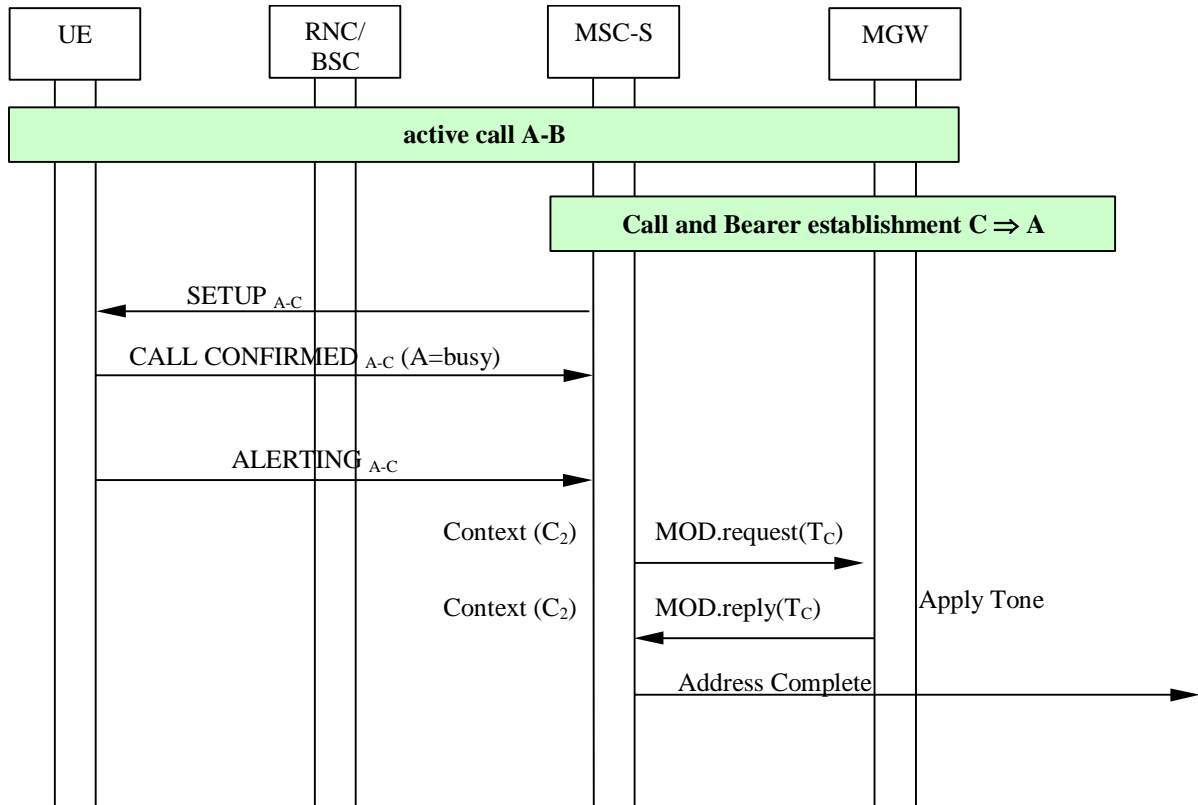 UE
RNC/
BSC
MSC-S
MGW
active call A-B
Call and Bearer establishment C ⇒ A
SETUP A-C
CALL CONFIRMED A-C (A=busy)
ALERTING A-C
Context (C2) MOD.request(TC)
Context (C2) MOD.reply(TC) Apply Tone
Address Complete